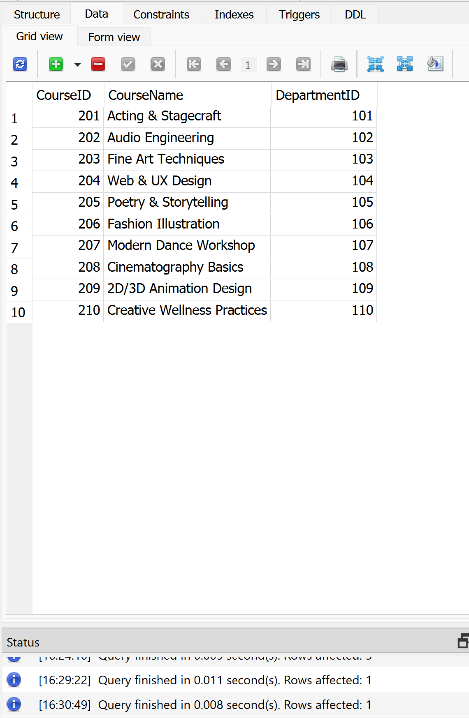 Structure Data Constraints Indexes Triggers DDL
Grid view Form view
1
CourseID CourseName DepartmentID
1 201 Acting & Stagecraft 101
2 202 Audio Engineering 102
3 203 Fine Art Techniques 103
4 204 Web & UX Design 104
5 205 Poetry & Storytelling 105
6 206 Fashion Illustration 106
7 207 Modern Dance Workshop 107
8 208 Cinematography Basics 108
9 209 2D/3D Animation Design 109
10 210 Creative Wellness Practices 110
Status
Query finished in 0.009 second(s). Rows affected:
[16:29:22] Query finished in 0.011 second(s). Rows affected: 1
[16:30:49] Query finished in 0.008 second(s). Rows affected: 1